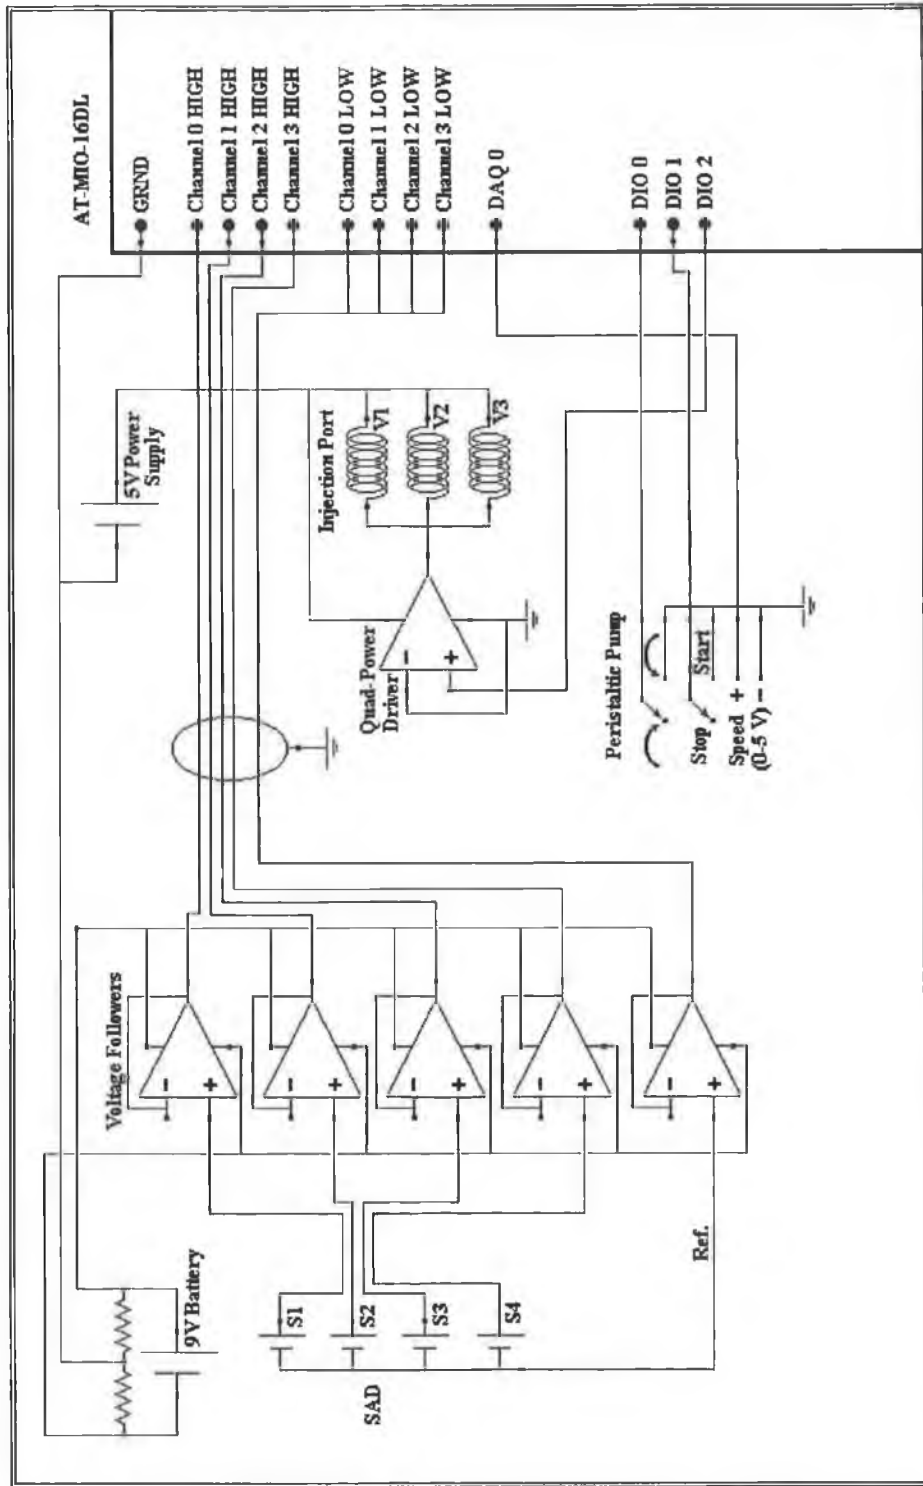 AT-MIO-16DL
GRND
Channel 0 HIGH
Channel 1 HIGH
Channel 2 HIGH
Channel 3 HIGH
Channel 0 LOW
Channel 1 LOW
Channel 2 LOW
Channel 3 LOW
DAQ 0
DIO 0
DIO 1
DIO 2
5V Power
Supply
Injection Port
V1
V2
V3
Quad-Power
Driver
-
+
Peristaltic Pump
Stop
Start
Speed +
(0-5 V) -
Voltage Followers
-
+
-
+
-
+
-
+
-
+
9V Battery
S1
S2
S3
S4
SAD
Ref.